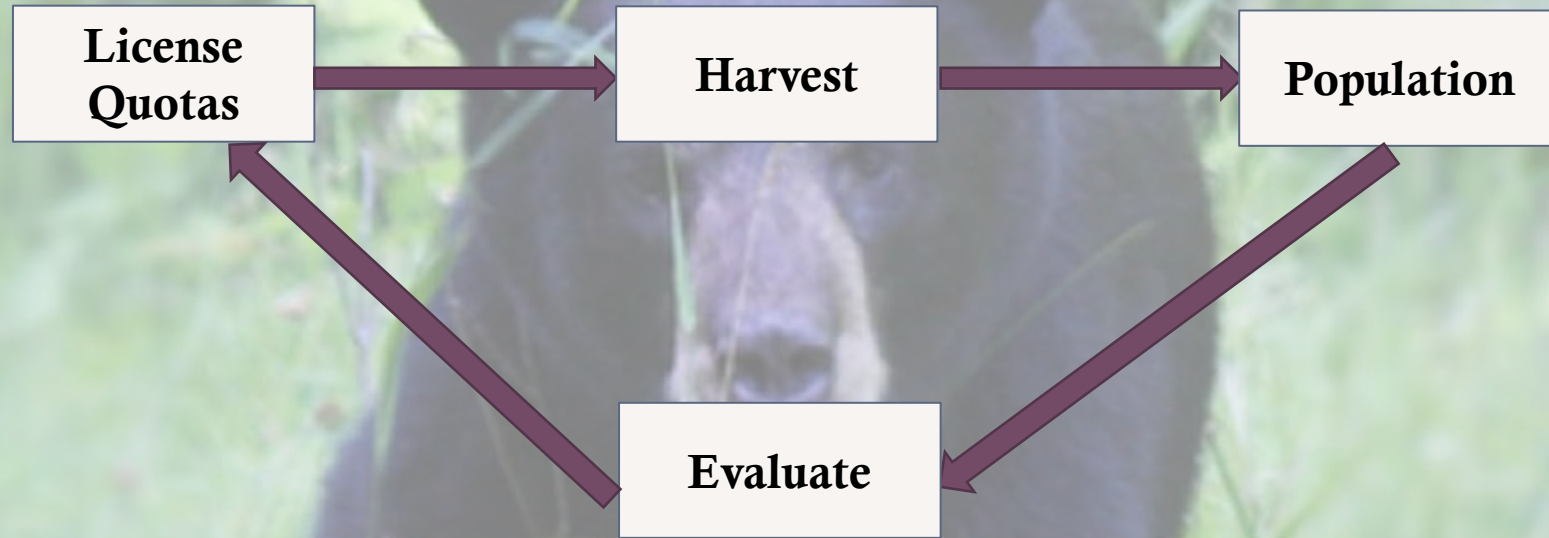 License
Quotas
Harvest
Population
Evaluate